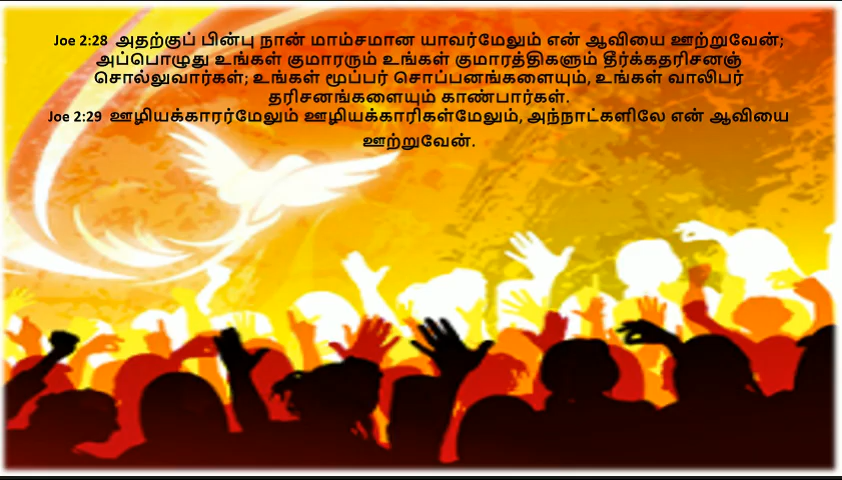 Joe 2:28 அதற்குப் பின்பு நான் மாம்சமான யாவர்மேலும் என் ஆவியை ஊற்றுவேன்;
அப்பொழுது உங்கள் குமாரரும் உங்கள் குமாரத்திகளும் தீர்க்கதரிசனஞ்
சொல்லுவார்கள்; உங்கள் மூப்பர் சொப்பனங்களையும், உங்கள் வாலிபர்
தரிசனங்களையும் காண்பார்கள்.
Joe 2:29 ஊழியக்காரர்மேலும் ஊழியக்காரிகள்மேலும், அந்நாட்களிலே என் ஆவியை
ஊற்றுவேன்.